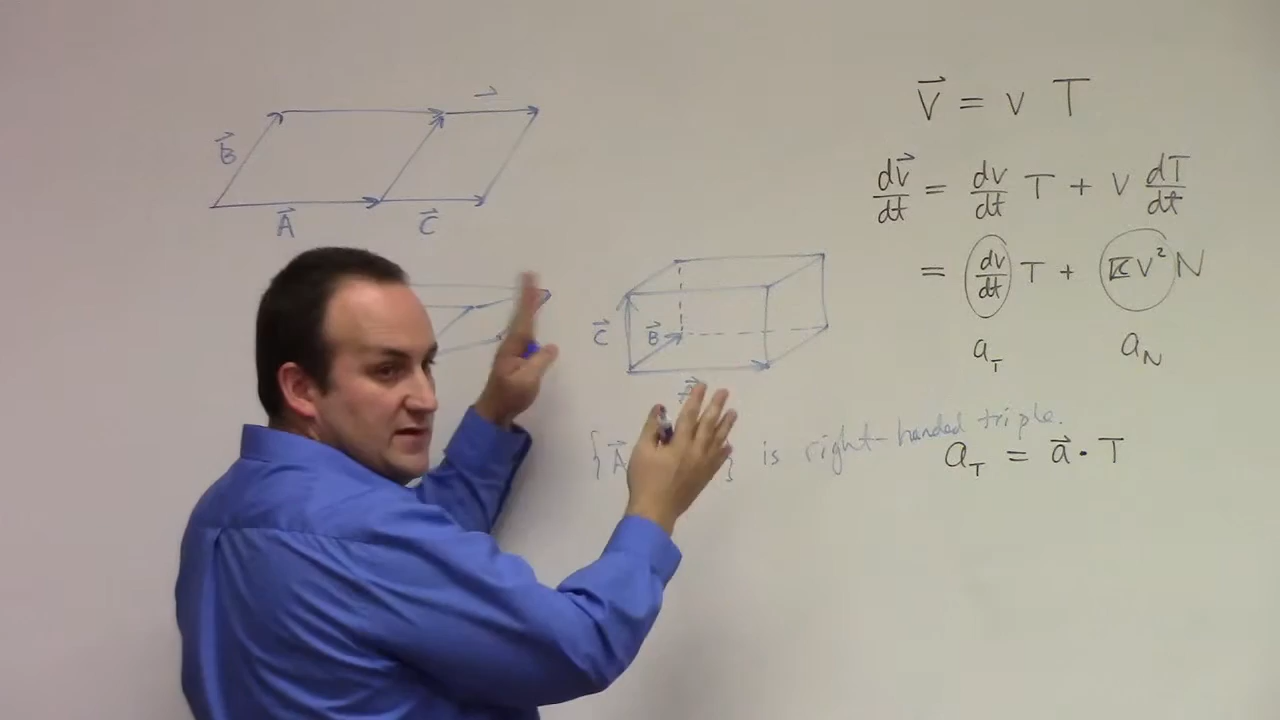 B⃗
A⃗
C⃗
C⃗
B⃗
A⃗
{A⃗ } is right-handed triple.
v⃗ = v T
dv⃗/dt = dv/dt T + v dT/dt
= dv/dt T + κv² N
a_T a_N
a_T = a⃗ · T